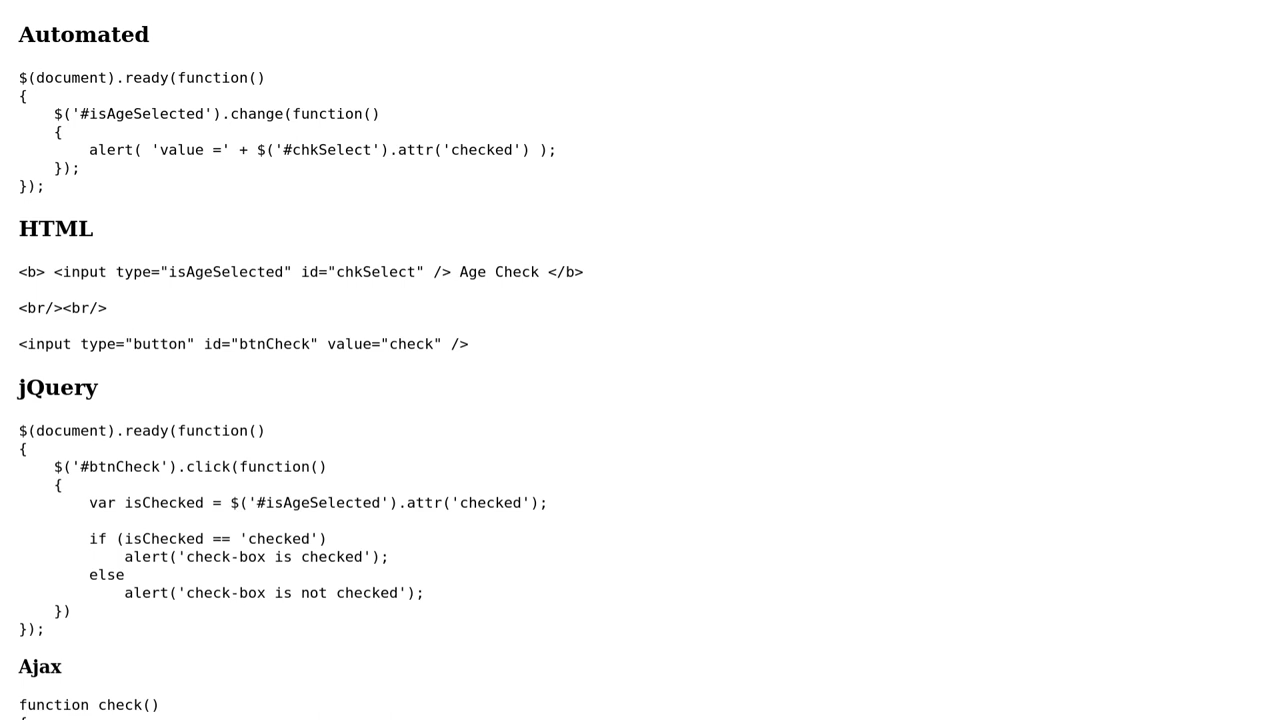 Automated
$(document).ready(function()
{
    $('#isAgeSelected').change(function()
    {
        alert( 'value =' + $('#chkSelect').attr('checked') );
    });
});
HTML
<b> <input type="isAgeSelected" id="chkSelect" /> Age Check </b>
<br/><br/>
<input type="button" id="btnCheck" value="check" />
jQuery
$(document).ready(function()
{
    $('#btnCheck').click(function()
    {
        var isChecked = $('#isAgeSelected').attr('checked');
        if (isChecked == 'checked')
            alert('check-box is checked');
        else
            alert('check-box is not checked');
    })
});
Ajax
function check()
{